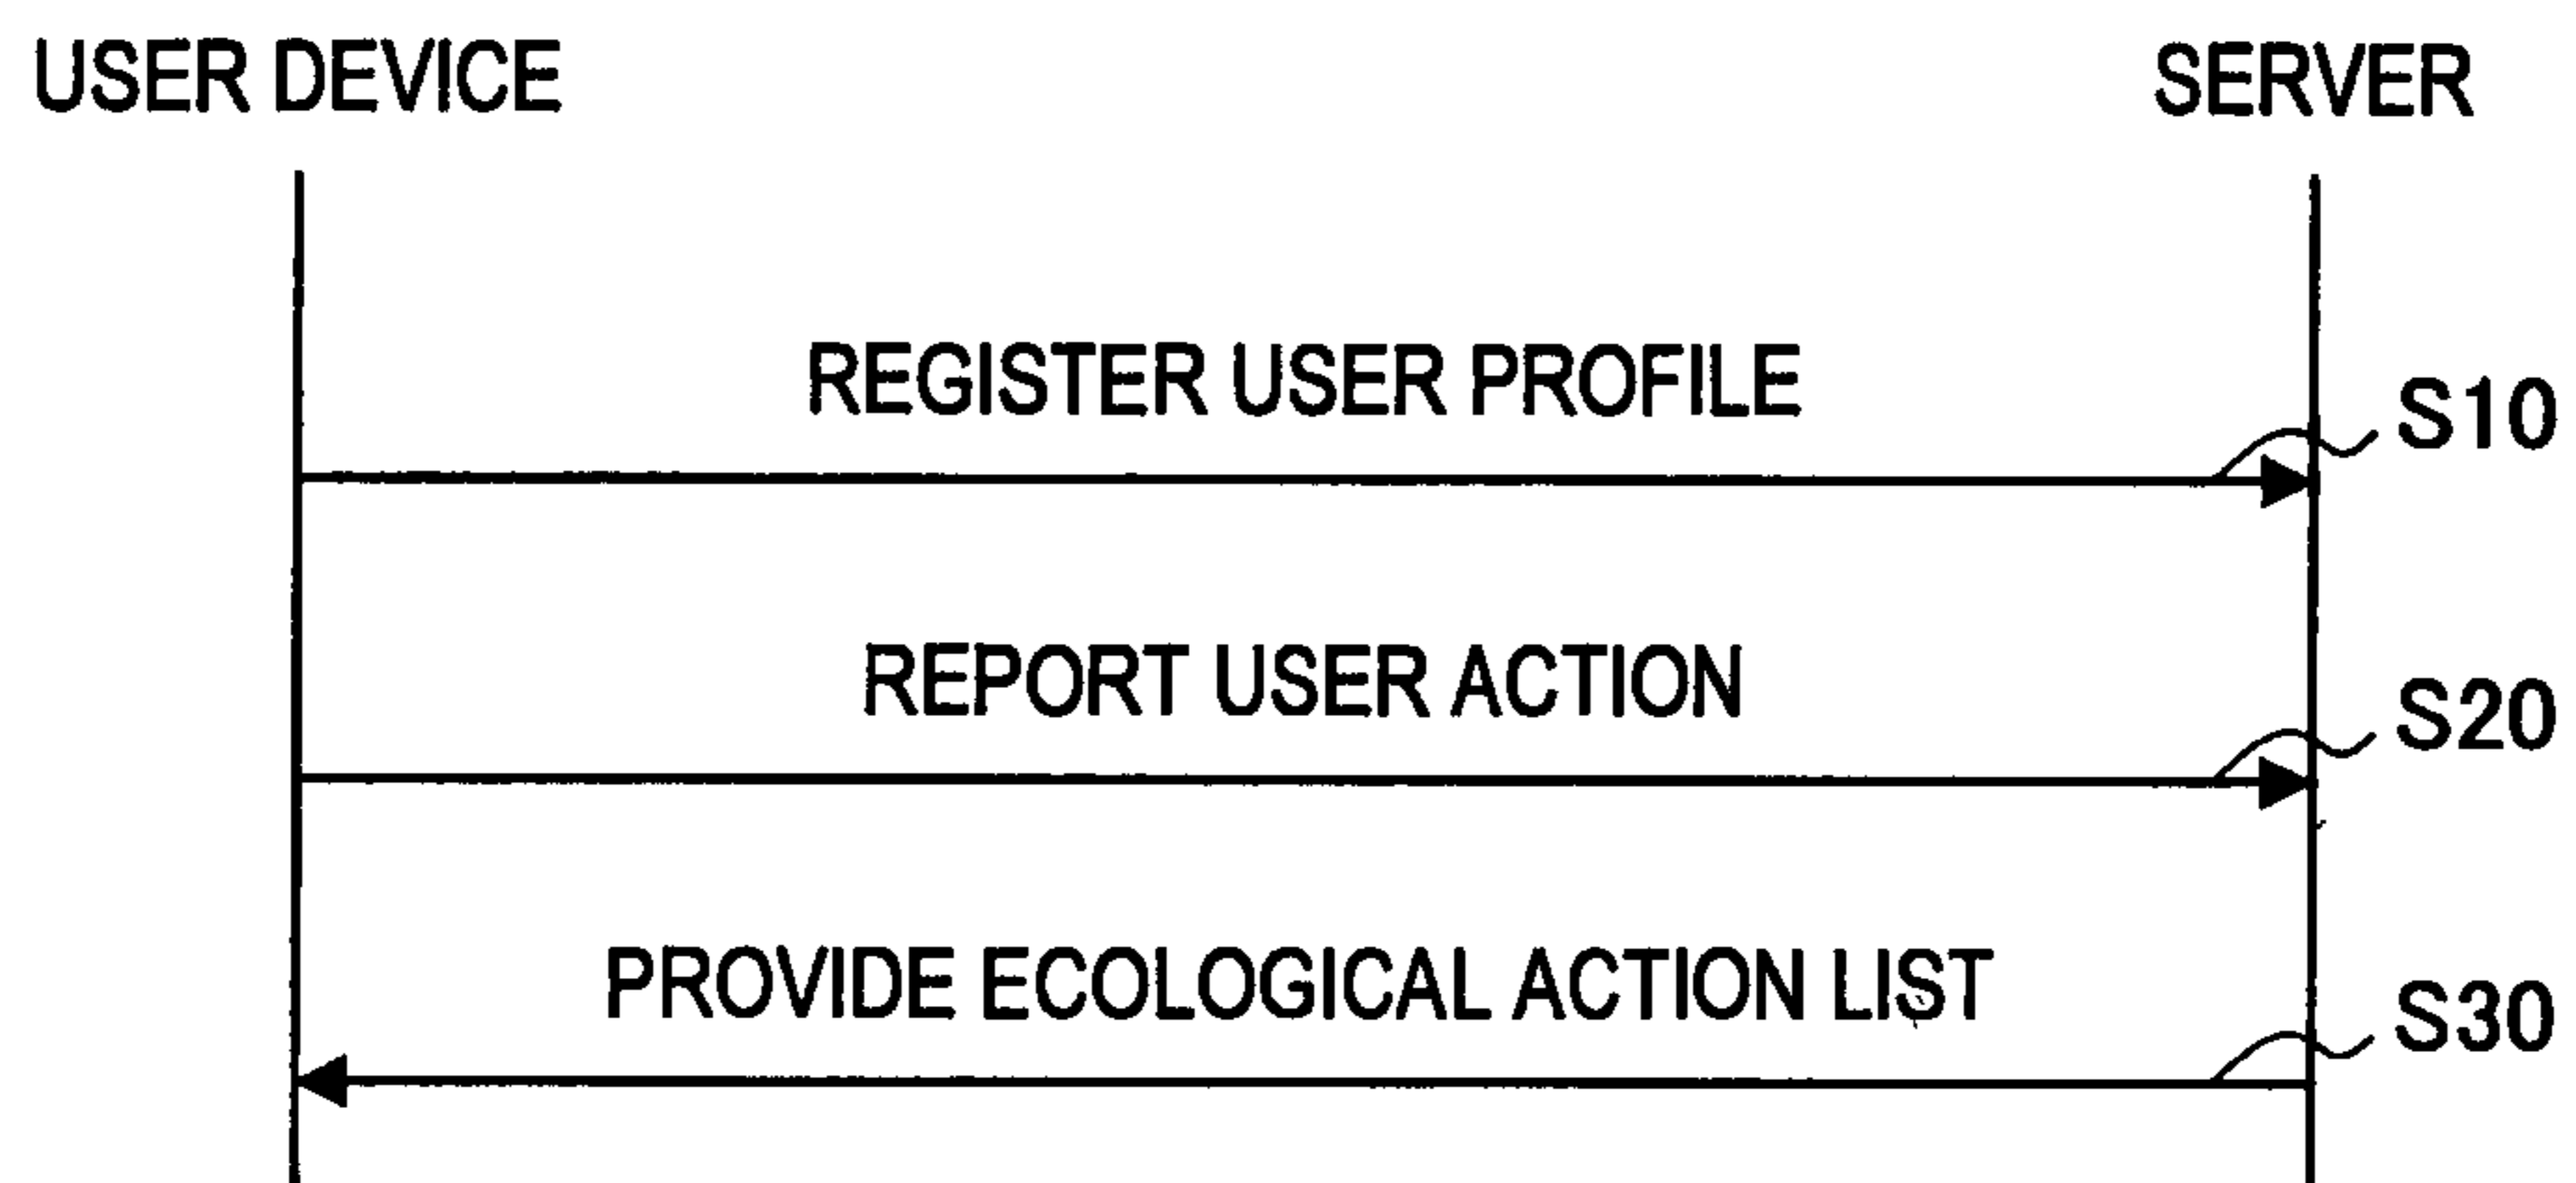 USER DEVICE
SERVER
REGISTER USER PROFILE
S10
REPORT USER ACTION
S20
PROVIDE ECOLOGICAL ACTION LIST
S30